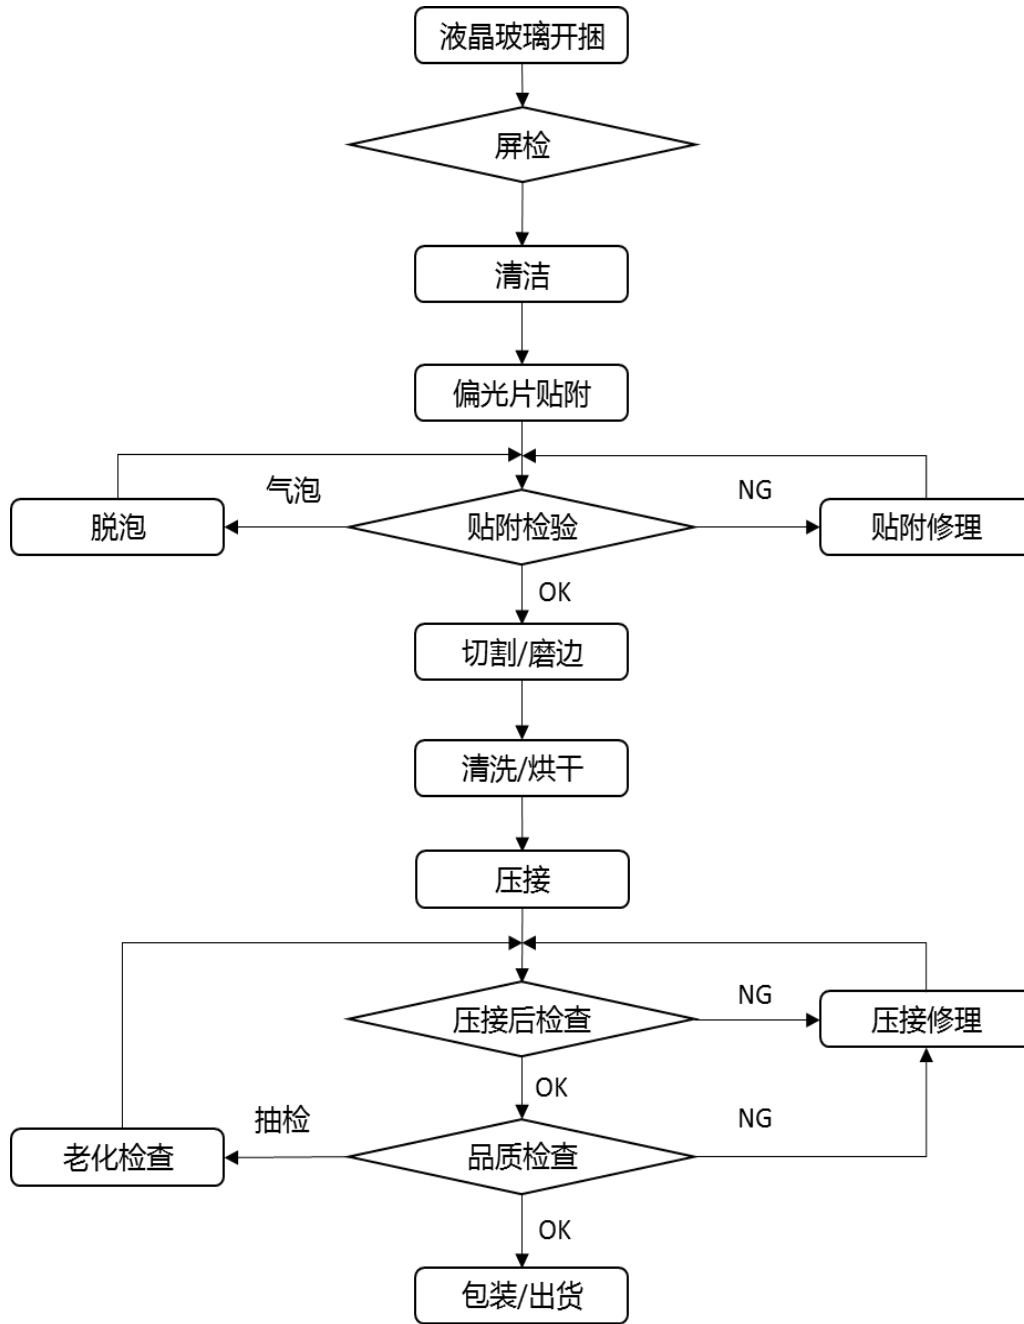 液晶玻璃开捆
屏检
清洁
偏光片贴附
气泡
NG
脱泡
贴附检验
贴附修理
OK
切割/磨边
清洗/烘干
压接
NG
压接后检查
压接修理
OK
抽检
NG
老化检查
品质检查
OK
包装/出货